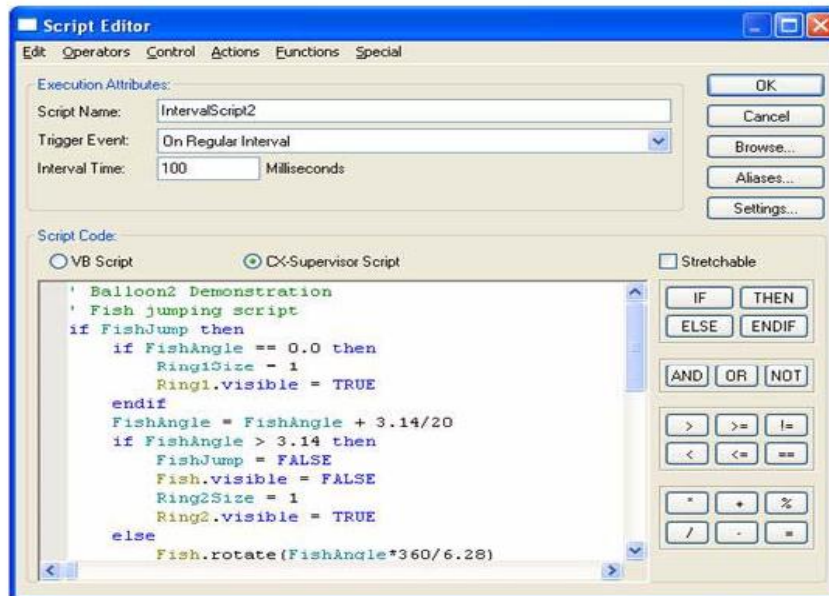 Script Editor
Edit Operators Control Actions Functions Special
Execution Attributes:
Script Name: IntervalScript2
Trigger Event: On Regular Interval
Interval Time: 100 Milliseconds
OK
Cancel
Browse...
Aliases...
Settings...
Script Code:
VB Script CX-Supervisor Script Stretchable
' Balloon2 Demonstration
' Fish jumping script
if FishJump then
if FishAngle == 0.0 then
Ring1Size = 1
Ring1.visible = TRUE
endif
FishAngle = FishAngle + 3.14/20
if FishAngle > 3.14 then
FishJump = FALSE
Fish.visible = FALSE
Ring2Size = 1
Ring2.visible = TRUE
else
Fish.rotate(FishAngle*360/6.28)
IF THEN
ELSE ENDIF
AND OR NOT
> >= !=
< <= ==
* + %
/ - =